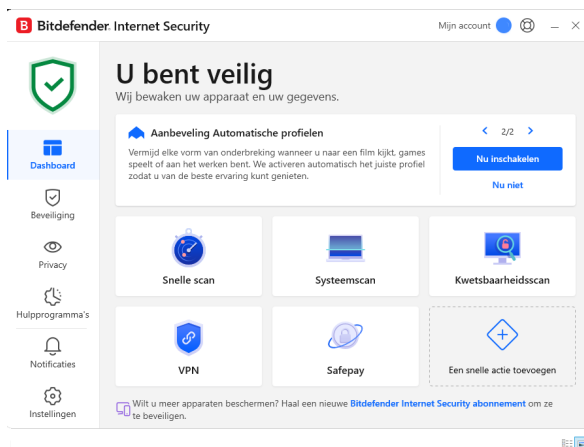 B Bitdefender. Internet Security
Mijn account
U bent veilig
Wij bewaken uw apparaat en uw gegevens.
Aanbeveling Automatische profielen
2/2
Vermijd elke vorm van onderbreking wanneer u naar een film kijkt, games
speelt of aan het werken bent. We activeren automatisch het juiste profiel
zodat u van de beste ervaring kunt genieten.
Nu inschakelen
Nu niet
Dashboard
Beveiliging
Privacy
Hulpprogramma's
Notificaties
Instellingen
Snelle scan
Systeemscan
Kwetsbaarheidsscan
VPN
Safepay
Een snelle actie toevoegen
Wilt u meer apparaten beschermen? Haal een nieuwe Bitdefender Internet Security abonnement om ze
te beveiligen.